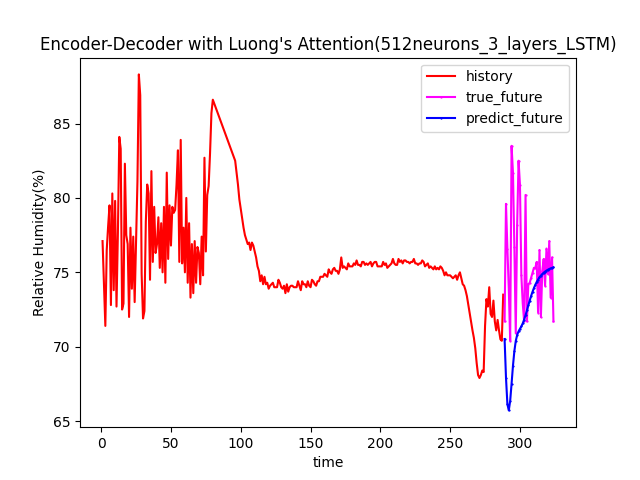 Encoder-Decoder with Luong's Attention(512neurons_3_layers_LSTM)
history
true_future
predict_future
Relative Humidity(%)
85
80
75
70
65
0 50 100 150 200 250 300
time